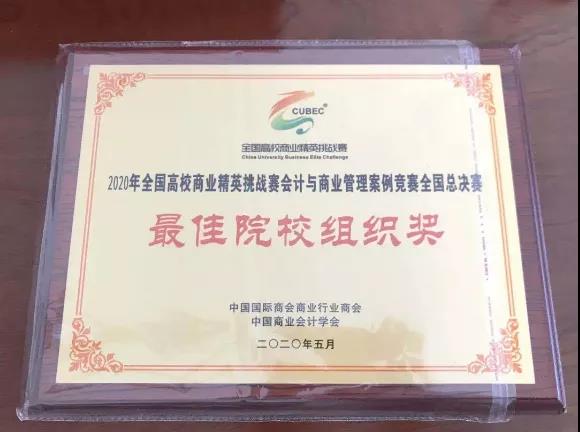 CUBEC
全国高校商业精英挑战赛
China University Business Elite Challenge
2020年全国高校商业精英挑战赛会计与商业管理案例竞赛全国总决赛
最佳院校组织奖
中国国际商会商业行业商会
中国商业会计学会
二〇二〇年五月